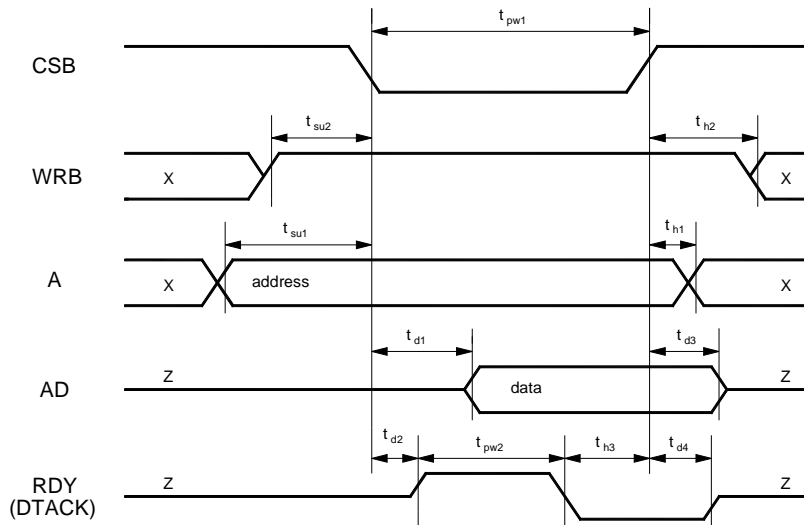 t pw1
CSB
t su2
t h2
WRB
X
X
t su1
t h1
A
X
address
X
t d1
t d3
AD
Z
data
Z
t d2
t pw2
t h3
t d4
RDY
(DTACK)
Z
Z